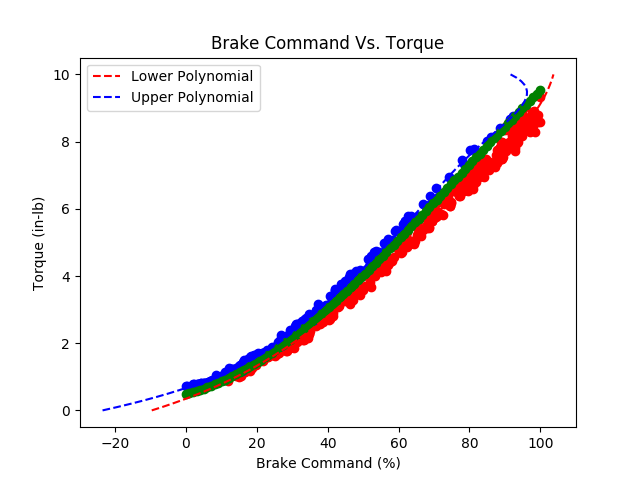 Brake Command Vs. Torque
Lower Polynomial
Upper Polynomial
10
8
6
4
2
0
Torque (in-lb)
−20
0
20
40
60
80
100
Brake Command (%)